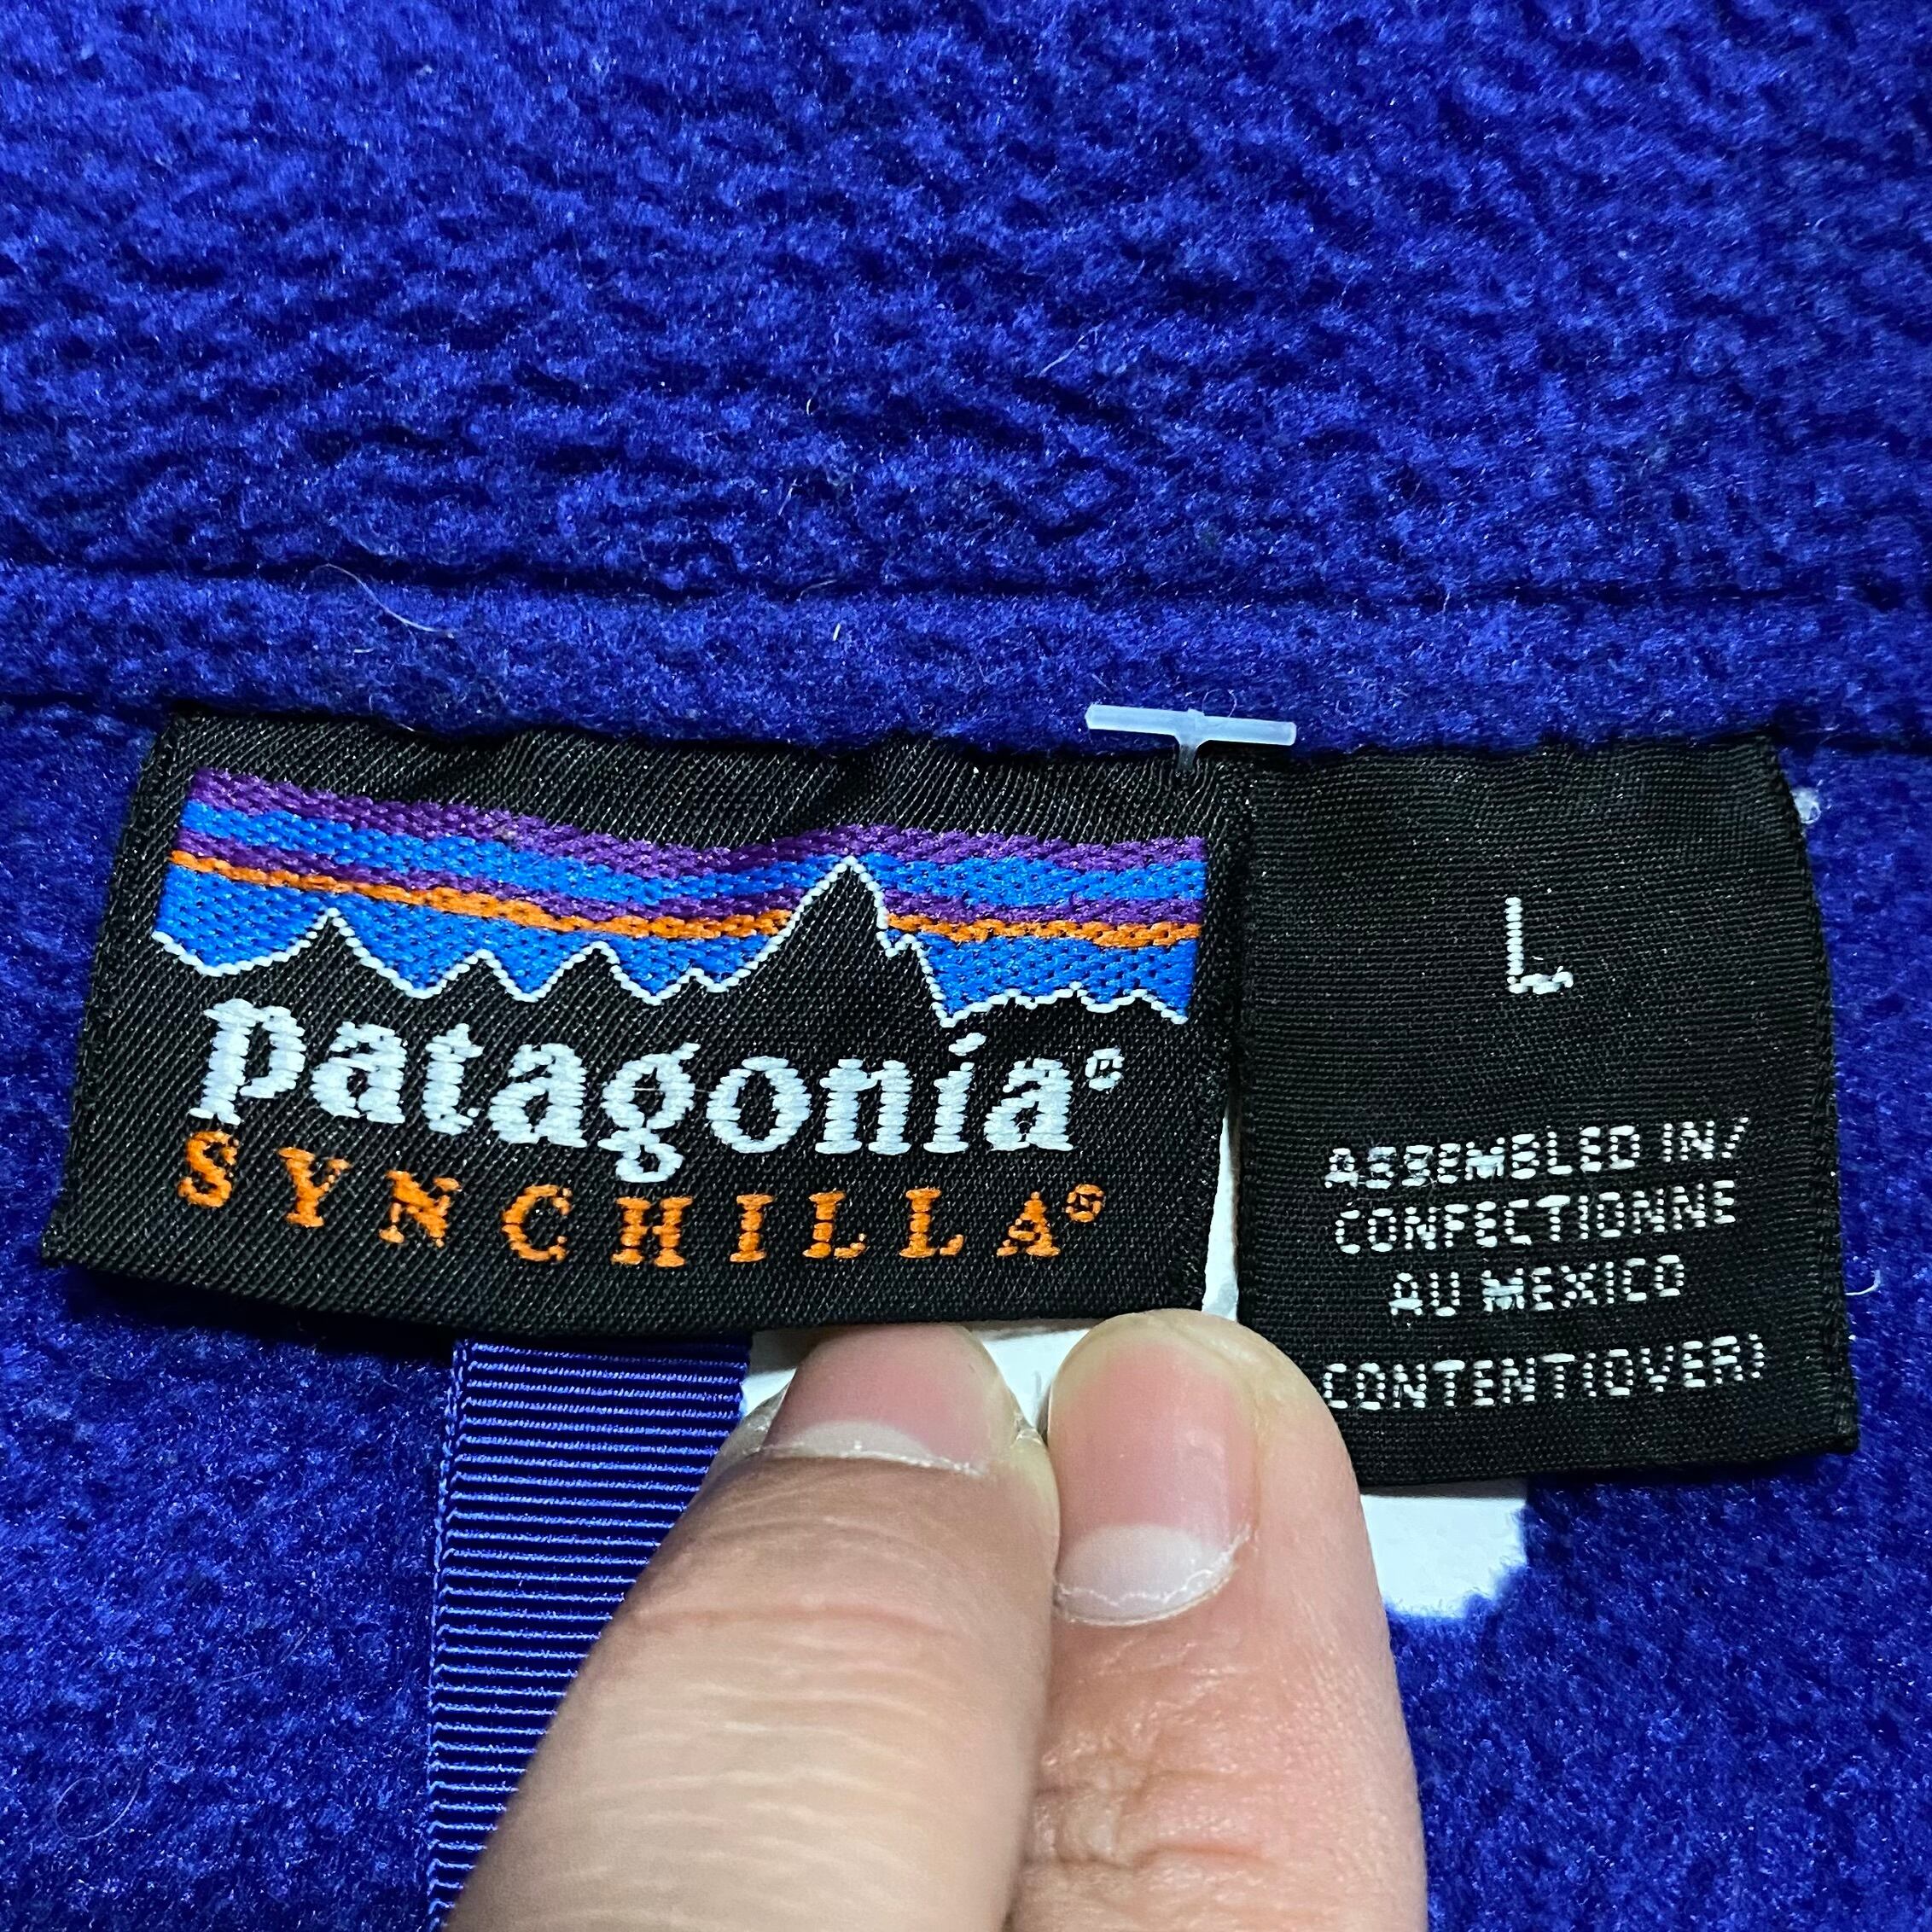 patagonia®
SYNCHILLA®
L
ASSEMBLED IN/
CONFECTIONNE
AU MEXICO
CONTENT(OVER)